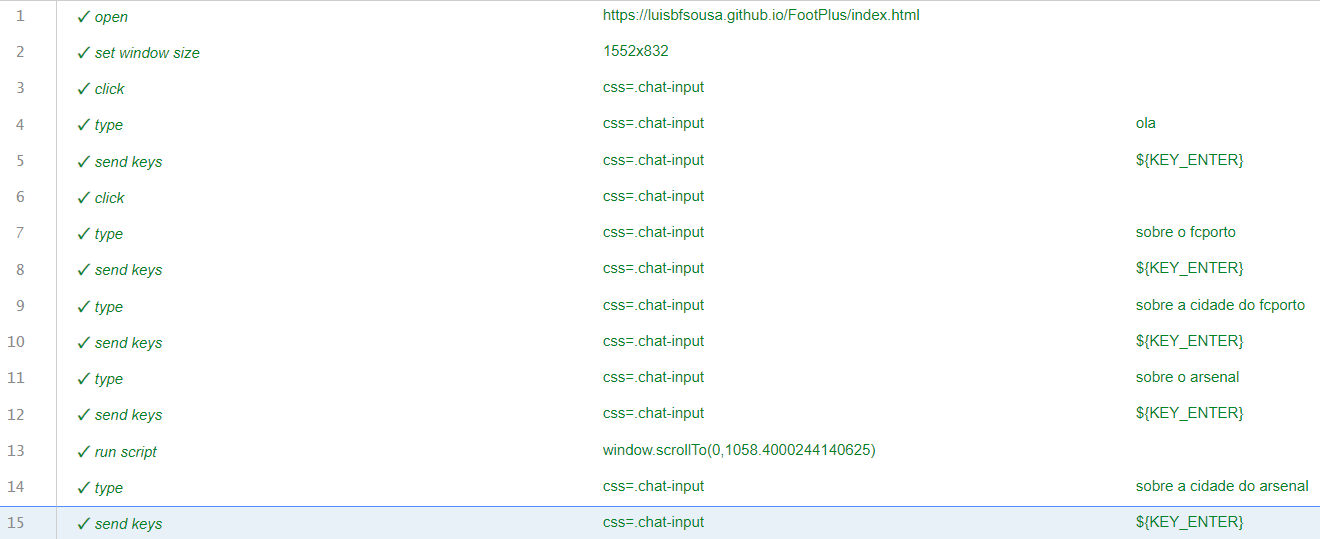 1 ✓ open https://luisbfsousa.github.io/FootPlus/index.html
2 ✓ set window size 1552x832
3 ✓ click css=.chat-input
4 ✓ type css=.chat-input ola
5 ✓ send keys css=.chat-input ${KEY_ENTER}
6 ✓ click css=.chat-input
7 ✓ type css=.chat-input sobre o fcporto
8 ✓ send keys css=.chat-input ${KEY_ENTER}
9 ✓ type css=.chat-input sobre a cidade do fcporto
10 ✓ send keys css=.chat-input ${KEY_ENTER}
11 ✓ type css=.chat-input sobre o arsenal
12 ✓ send keys css=.chat-input ${KEY_ENTER}
13 ✓ run script window.scrollTo(0,1058.4000244140625)
14 ✓ type css=.chat-input sobre a cidade do arsenal
15 ✓ send keys css=.chat-input ${KEY_ENTER}